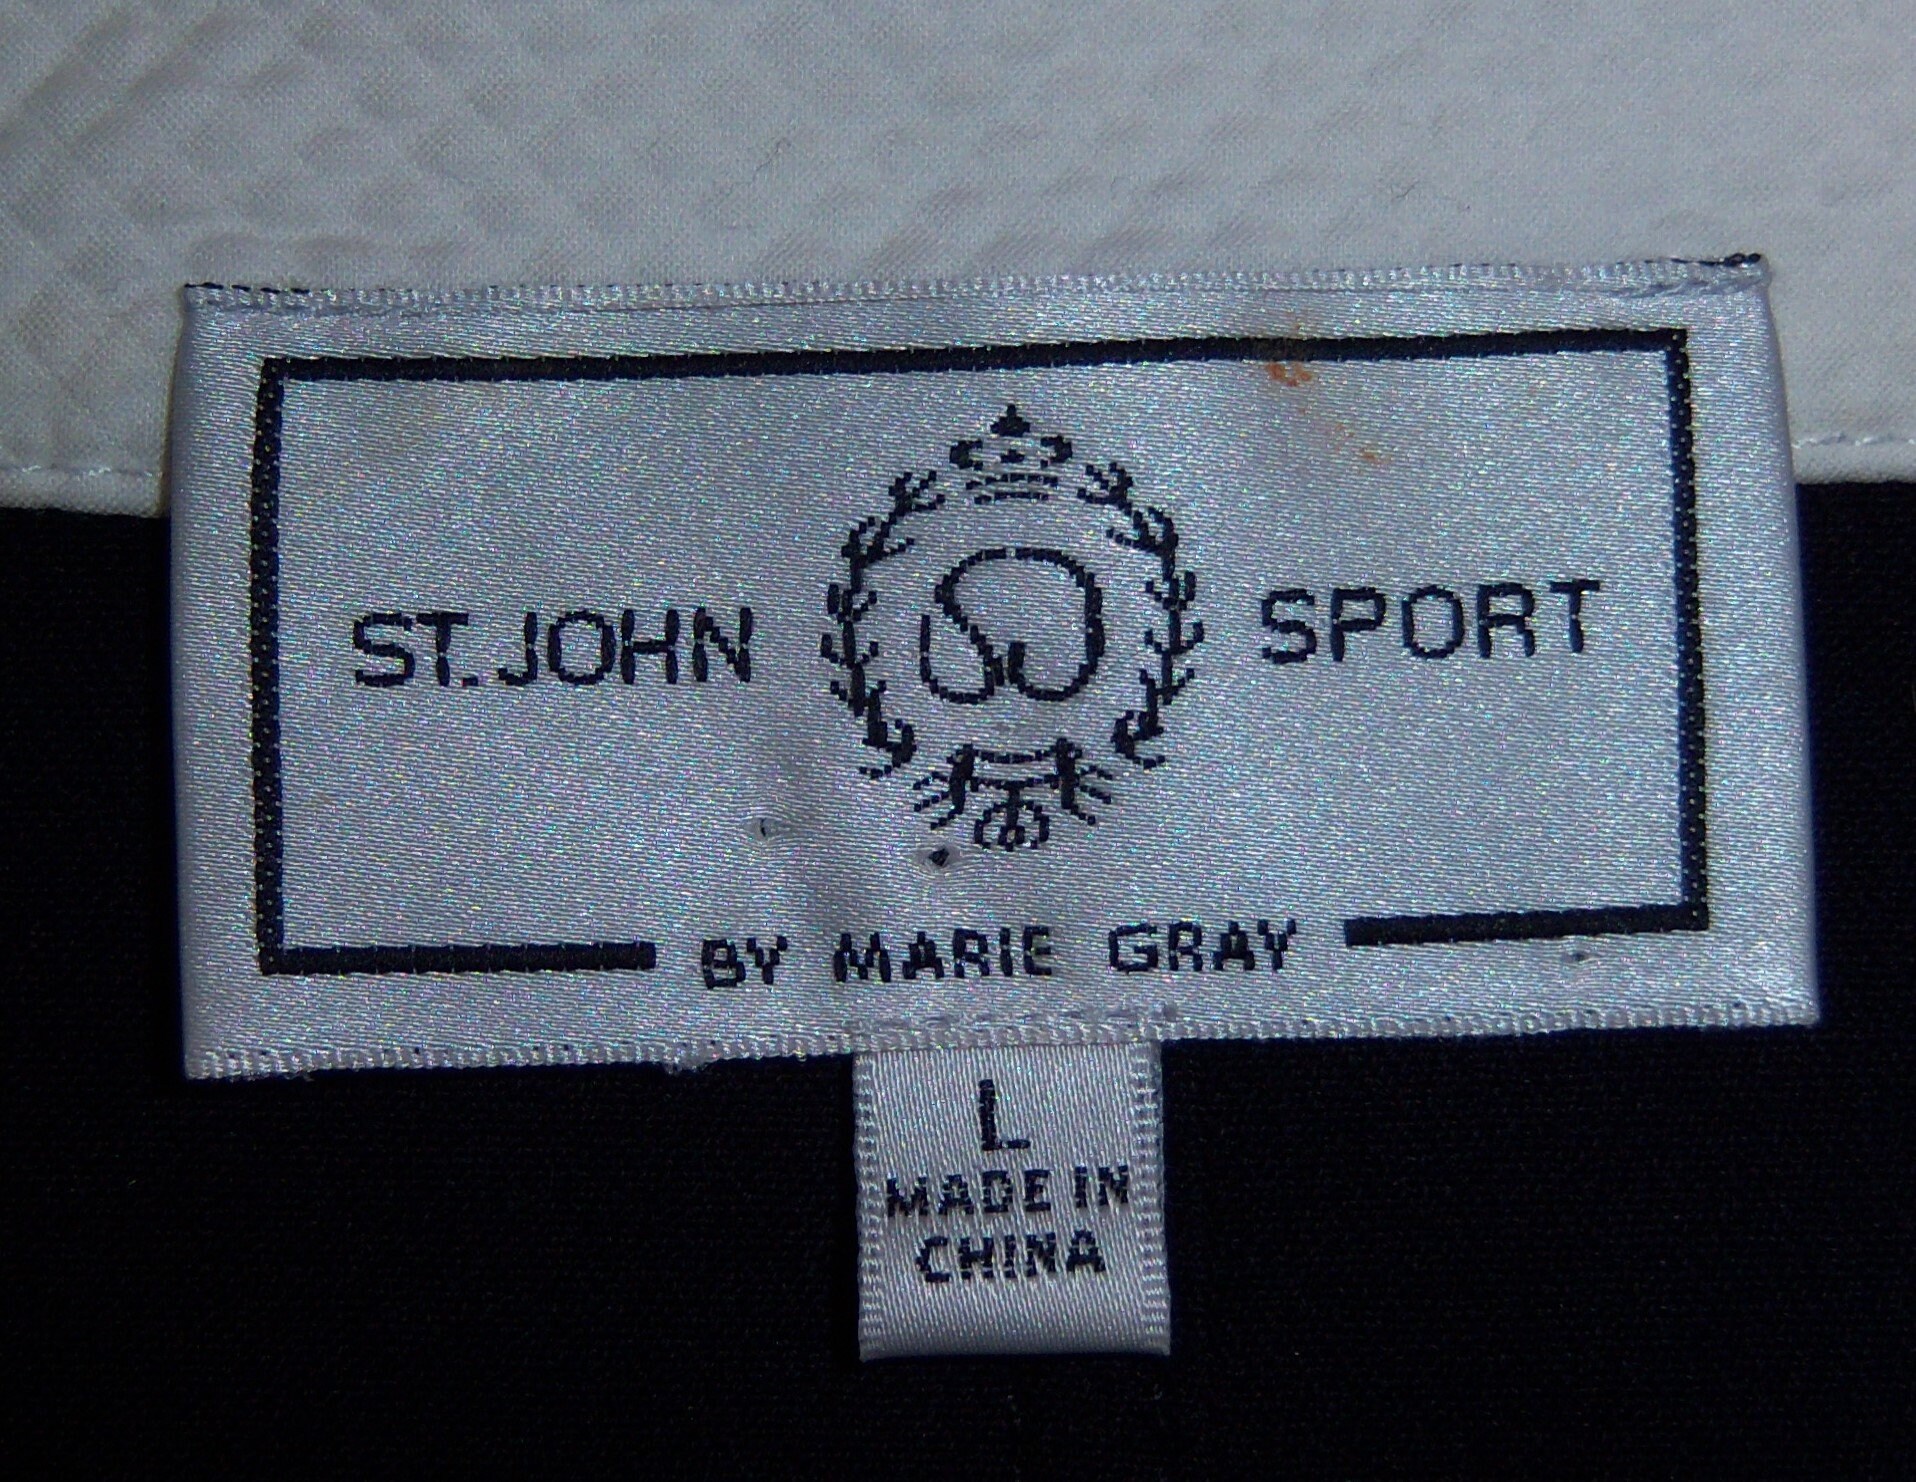 ST. JOHN SPORT
BY MARIE GRAY
L
MADE IN
CHINA